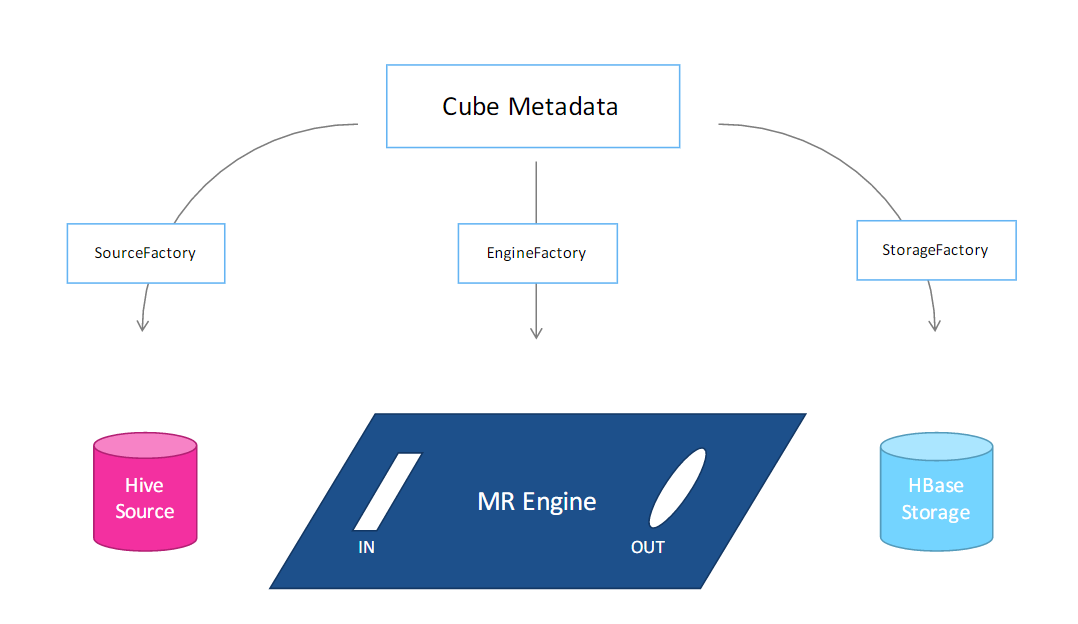 Cube Metadata
SourceFactory
EngineFactory
StorageFactory
Hive
Source
MR Engine
IN
OUT
HBase
Storage